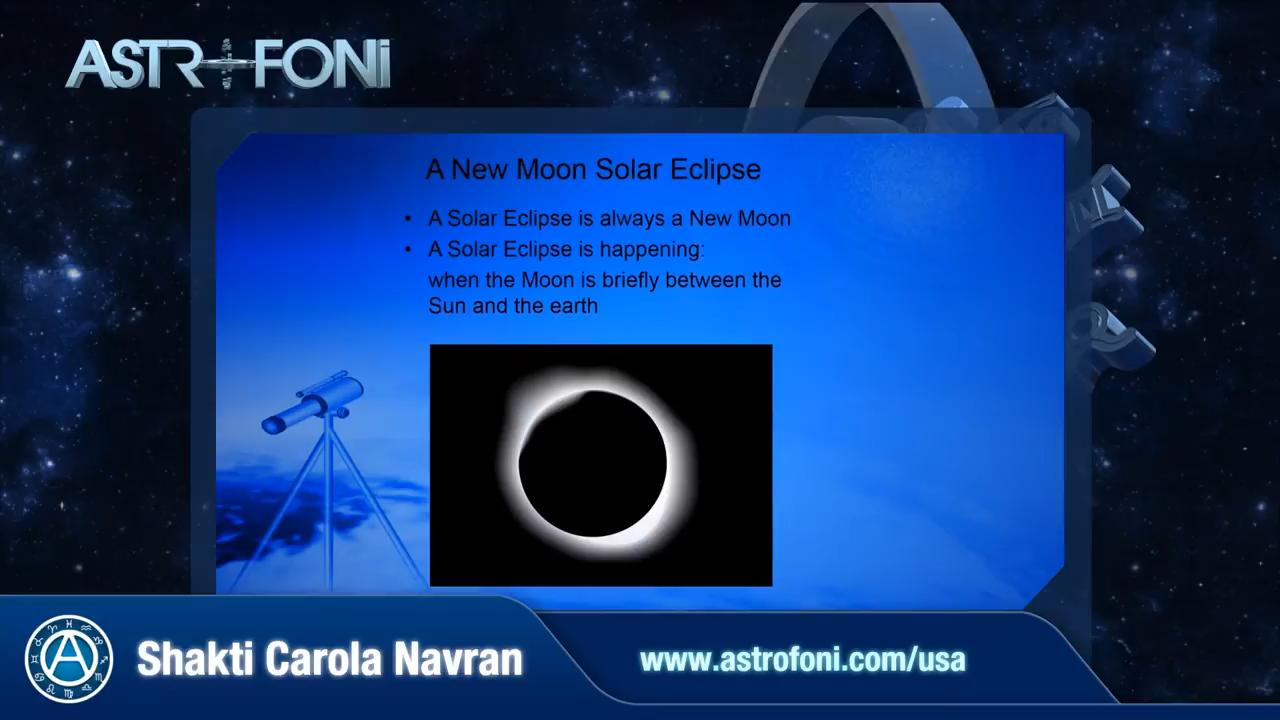 ASTROFONi
A New Moon Solar Eclipse
• A Solar Eclipse is always a New Moon
• A Solar Eclipse is happening:
when the Moon is briefly between the
Sun and the earth
Shakti Carola Navran
www.astrofoni.com/usa